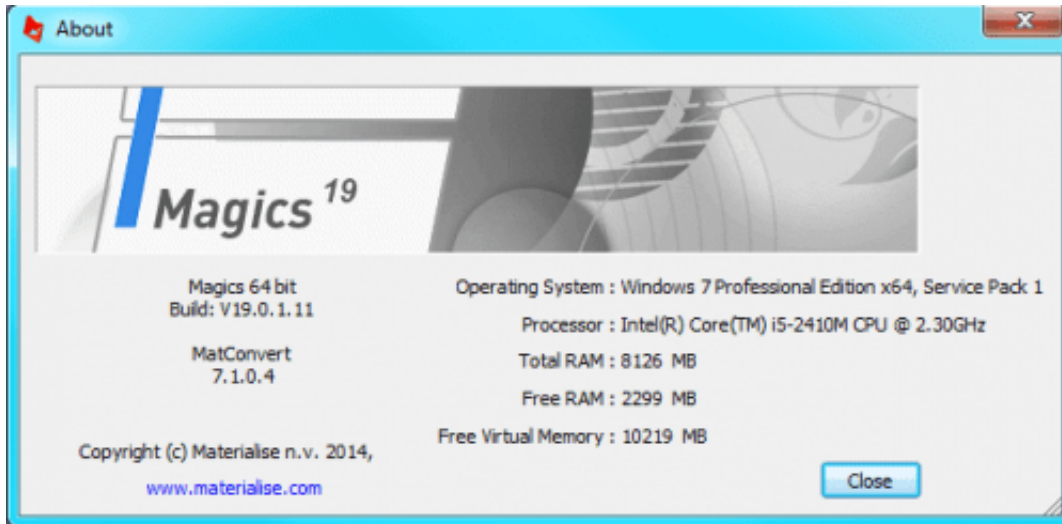 About
Magics 19
Magics 64 bit
Build: V19.0.1.11
MatConvert
7.1.0.4
Copyright (c) Materialise n.v. 2014,
www.materialise.com
Operating System : Windows 7 Professional Edition x64, Service Pack 1
Processor : Intel(R) Core(TM) i5-2410M CPU @ 2.30GHz
Total RAM : 8126 MB
Free RAM : 2299 MB
Free Virtual Memory : 10219 MB
Close